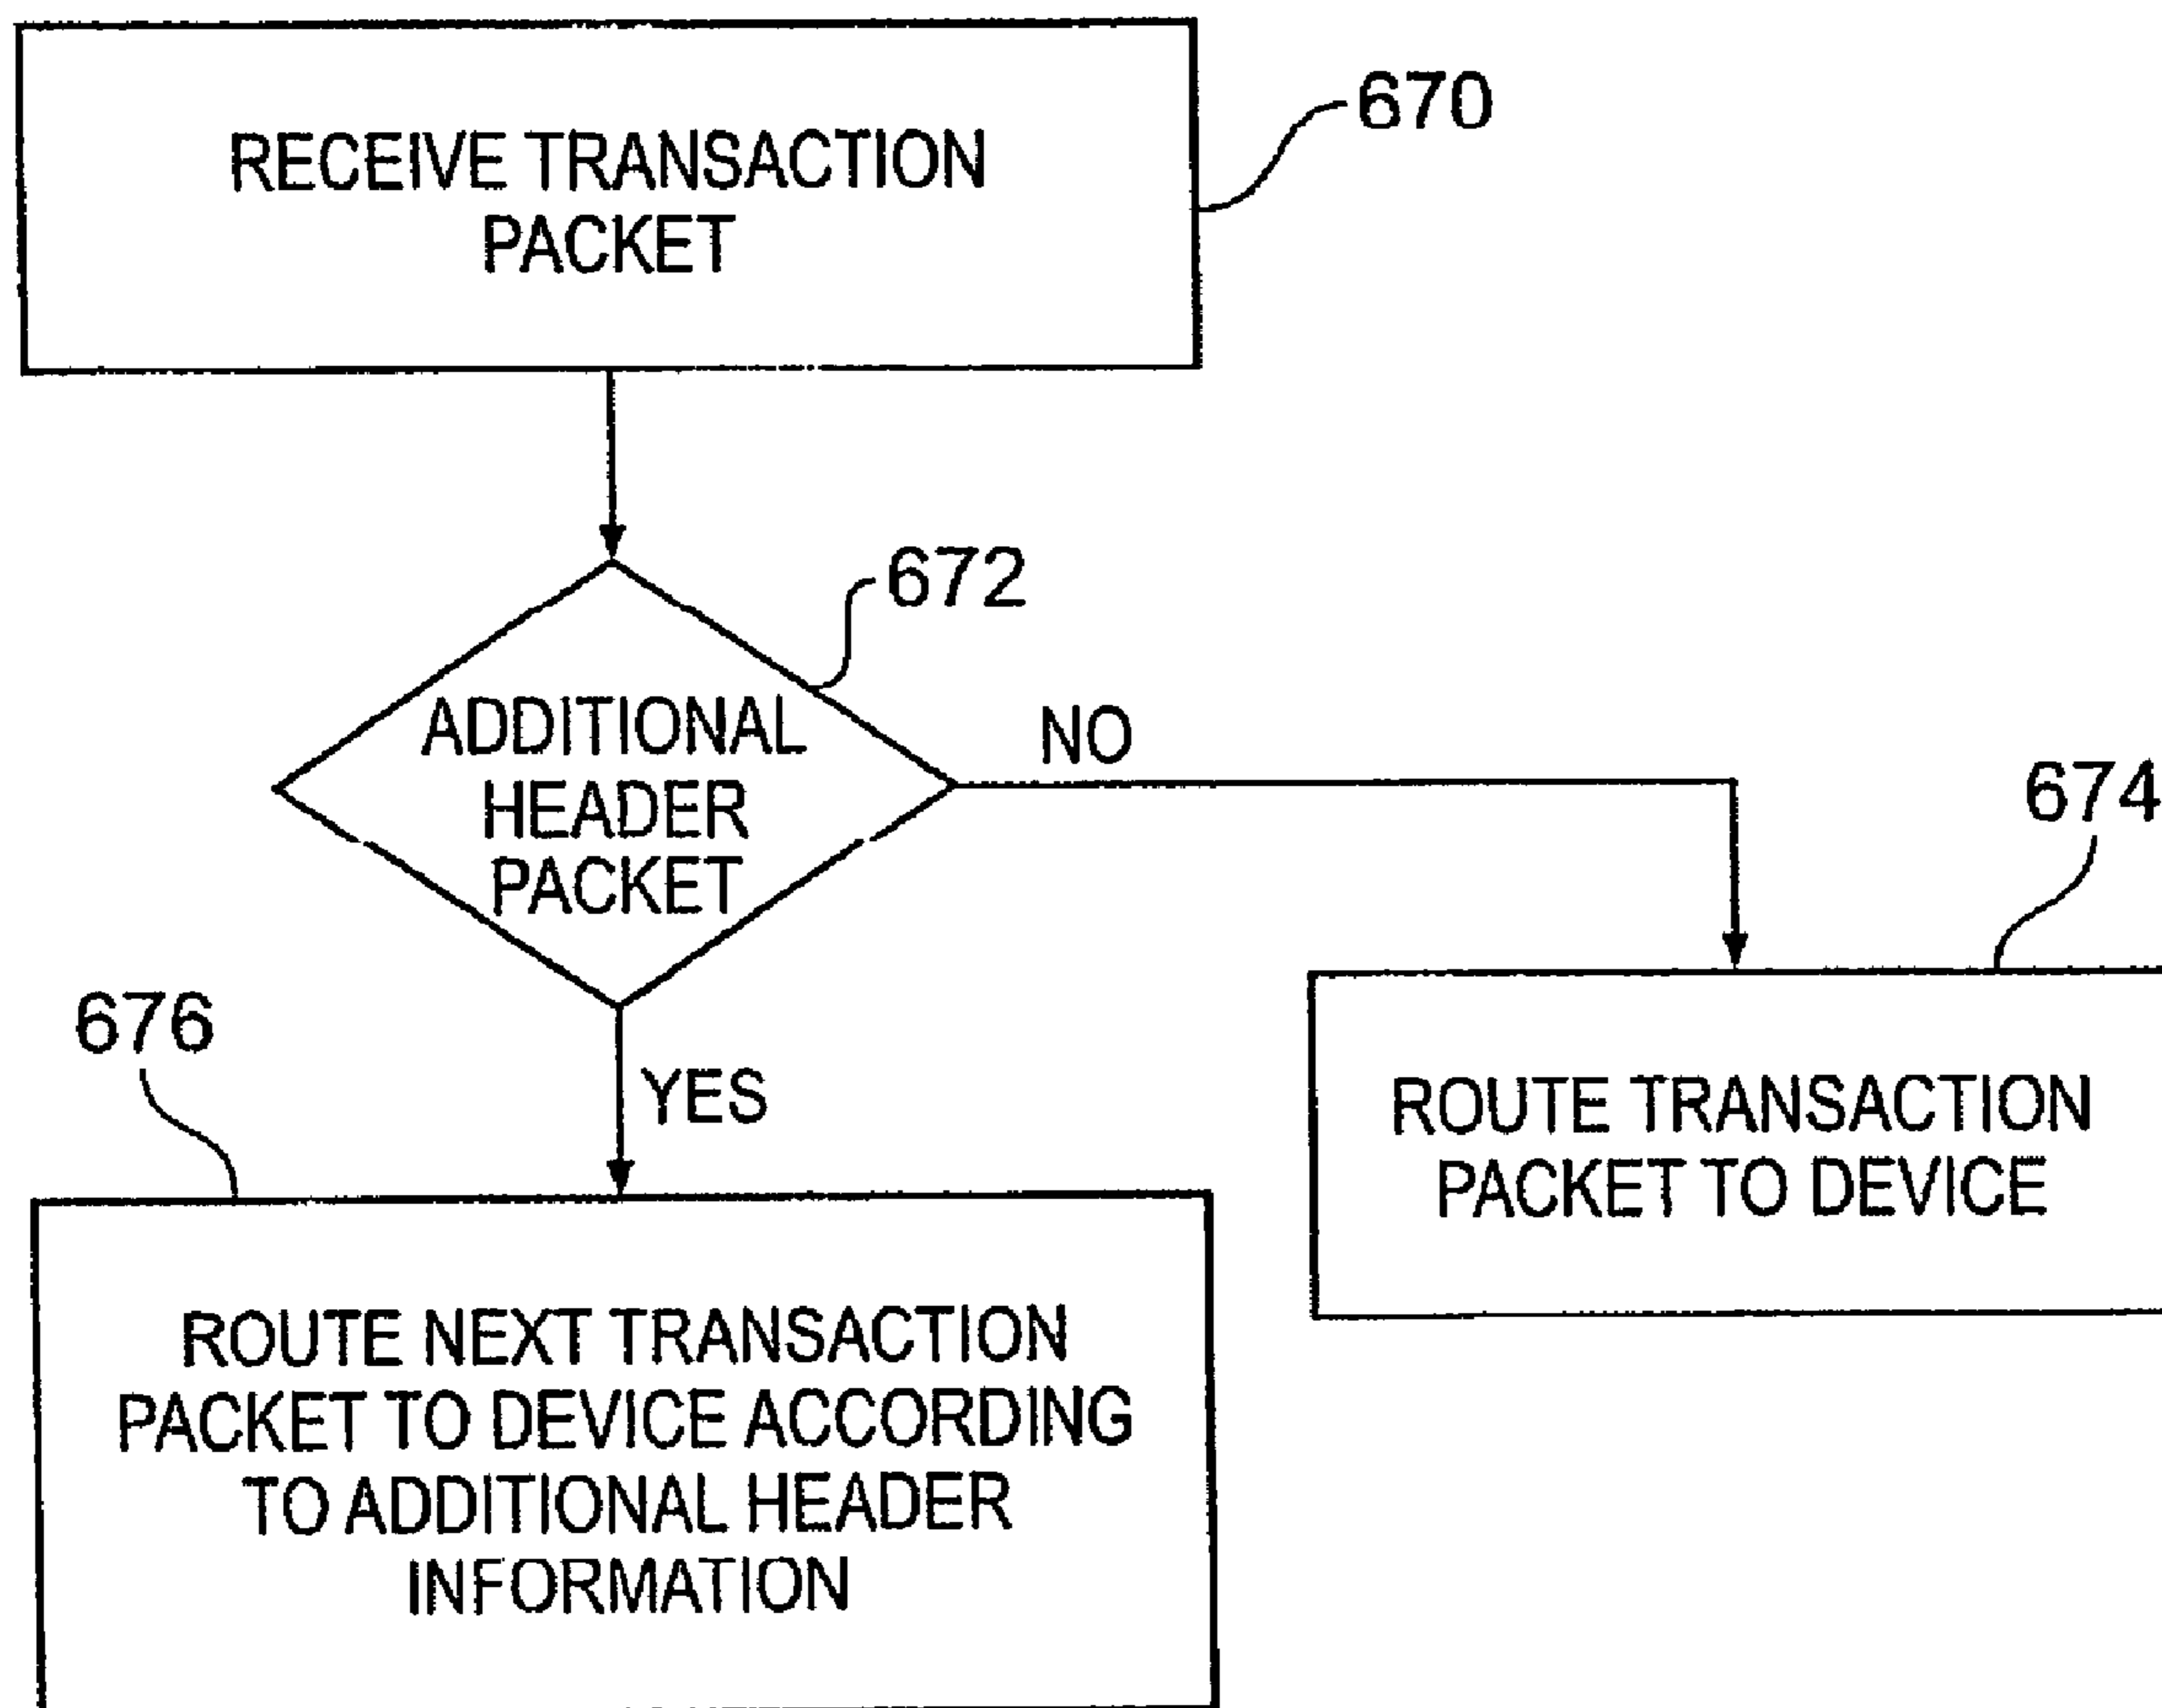 RECEIVE TRANSACTION
PACKET
670
672
ADDITIONAL
HEADER
PACKET
NO
674
ROUTE TRANSACTION
PACKET TO DEVICE
676
YES
ROUTE NEXT TRANSACTION
PACKET TO DEVICE ACCORDING
TO ADDITIONAL HEADER
INFORMATION